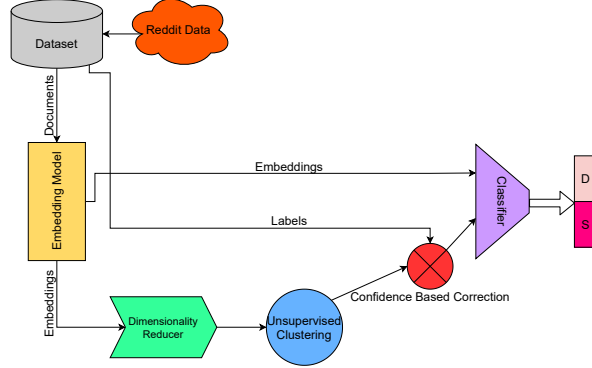 Reddit Data
Dataset
Documents
Embedding Model
Embeddings
Classifier
D
S
Labels
Confidence Based Correction
Embeddings
Dimensionality
Reducer
Unsupervised
Clustering